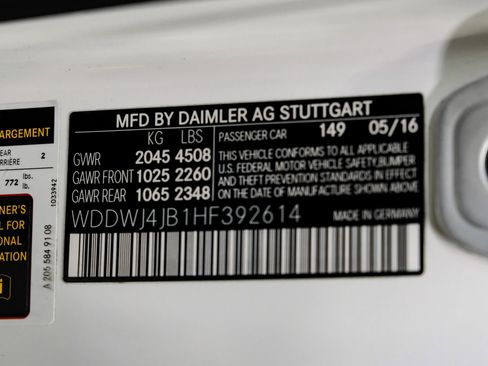 MFD BY DAIMLER AG STUTTGART
KG LBS
PASSENGER CAR 149 05/16
GVWR 2045 4508
GAWR FRONT 1025 2260
GAWR REAR 1065 2348
THIS VEHICLE CONFORMS TO ALL APPLICABLE
U.S. FEDERAL MOTOR VEHICLE SAFETY, BUMPER
AND THEFT PREVENTION STANDARDS IN EFFECT
ON THE DATE OF MANUFACTURE SHOWN ABOVE
WDDWJ4JB1HF392614 MADE IN GERMANY
ARGEMENT
2
772 lbs.
lb.
1033942
NER'S
L FOR
ONAL
ATION
A 205 584 91 08